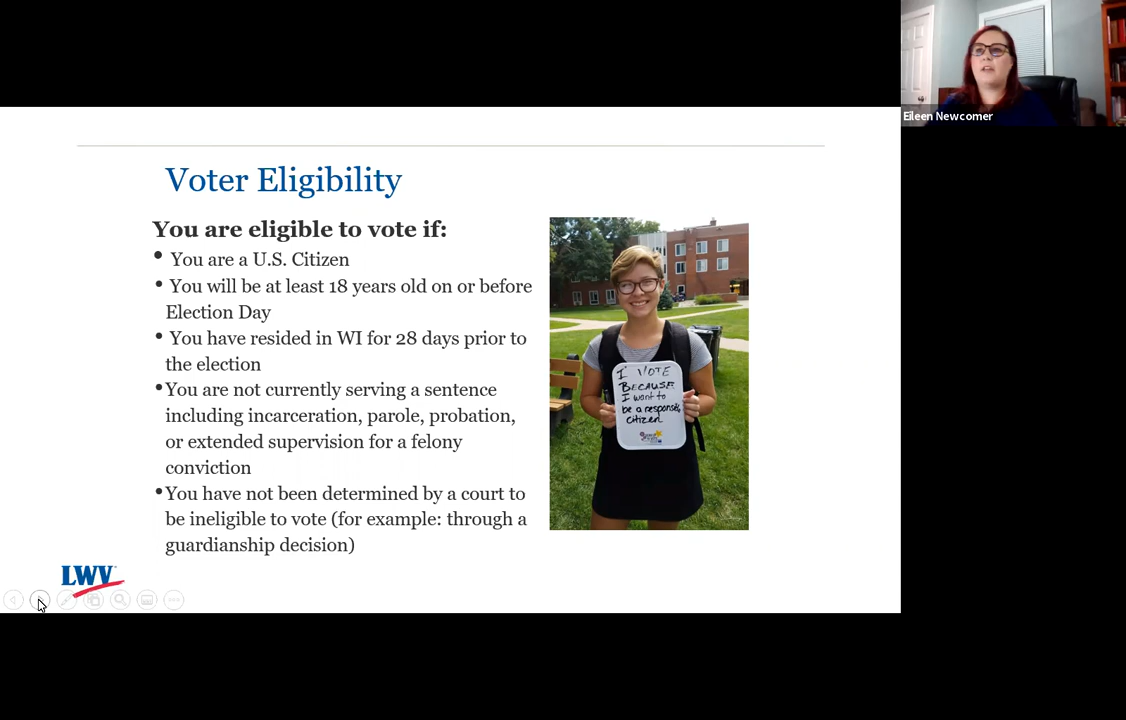 Eileen Newcomer
Voter Eligibility
You are eligible to vote if:
• You are a U.S. Citizen
• You will be at least 18 years old on or before
Election Day
• You have resided in WI for 28 days prior to
the election
• You are not currently serving a sentence
including incarceration, parole, probation,
or extended supervision for a felony
conviction
• You have not been determined by a court to
be ineligible to vote (for example: through a
guardianship decision)
I VOTE
BECAUSE
I want to
be a
citizen
LWV